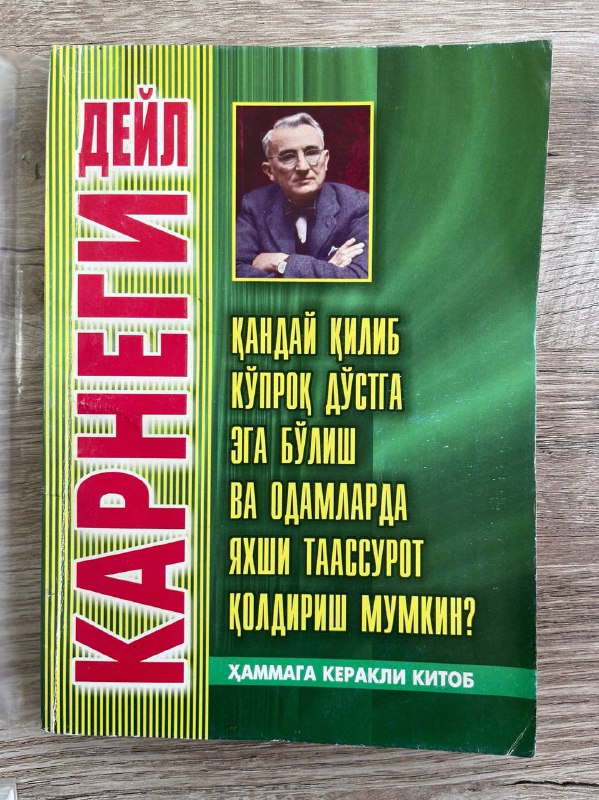 ДЕЙЛ
КАРНЕГИ
ҚАНДАЙ ҚИЛИБ
КЎПРОҚ ДЎСТГА
ЭГА БЎЛИШ
ВА ОДАМЛАРДА
ЯХШИ ТААССУРОТ
ҚОЛДИРИШ МУМКИН?
ҲАММАГА КЕРАКЛИ КИТОБ